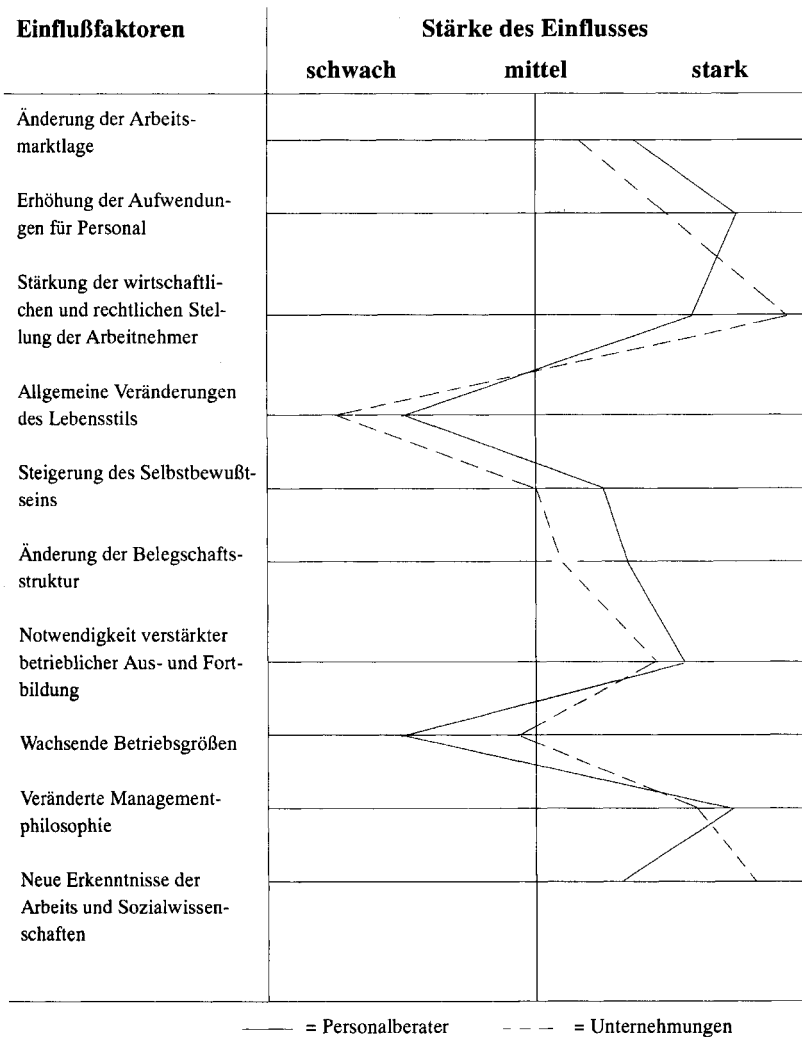 Einflußfaktoren
Stärke des Einflusses
schwach mittel stark
Änderung der Arbeits-
marktlage
Erhöhung der Aufwendun-
gen für Personal
Stärkung der wirtschaftli-
chen und rechtlichen Stel-
lung der Arbeitnehmer
Allgemeine Veränderungen
des Lebensstils
Steigerung des Selbstbewußt-
seins
Änderung der Belegschafts-
struktur
Notwendigkeit verstärkter
betrieblicher Aus- und Fort-
bildung
Wachsende Betriebsgrößen
Veränderte Management-
philosophie
Neue Erkenntnisse der
Arbeits und Sozialwissen-
schaften
= Personalberater = Unternehmungen